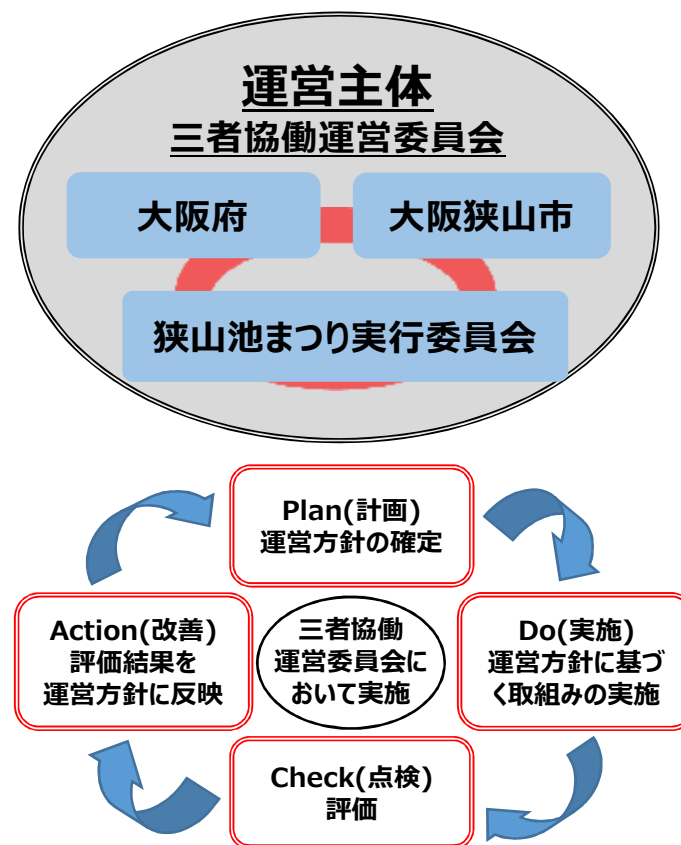 運営主体
三者協働運営委員会
大阪府
大阪狭山市
狭山池まつり実行委員会
Plan(計画)
運営方針の確定
Action(改善)
評価結果を
運営方針に反映
三者協働
運営委員会に
おいて実施
Do(実施)
運営方針に基づ
く取組みの実施
Check(点検)
評価